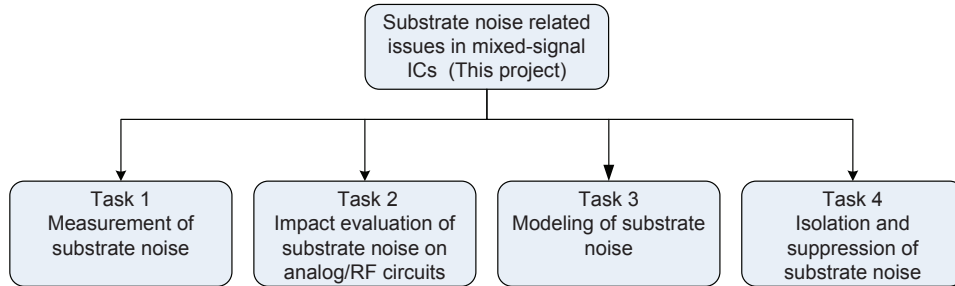 Substrate noise related
issues in mixed-signal
ICs (This project)
Task 1
Measurement of
substrate noise
Task 2
Impact evaluation of
substrate noise on
analog/RF circuits
Task 3
Modeling of substrate
noise
Task 4
Isolation and
suppression of
substrate noise